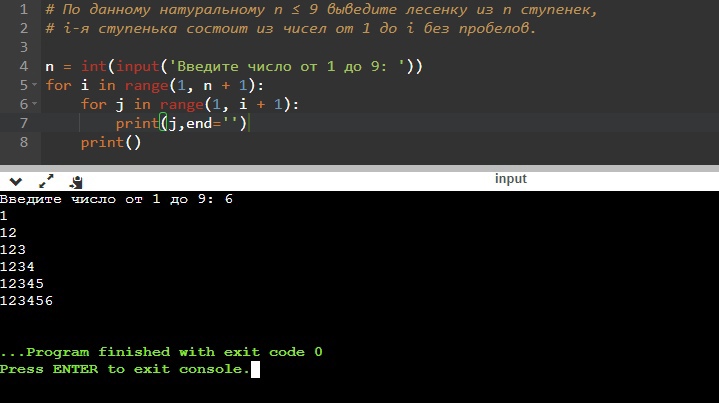 1 # По данному натуральному n ≤ 9 выведите лесенку из n ступенек,
2 # i-я ступенька состоит из чисел от 1 до i без пробелов.
3
4 n = int(input('Введите число от 1 до 9: '))
5 for i in range(1, n + 1):
6     for j in range(1, i + 1):
7         print(j,end='')
8     print()
input
Введите число от 1 до 9: 6
1
12
123
1234
12345
123456
...Program finished with exit code 0
Press ENTER to exit console.